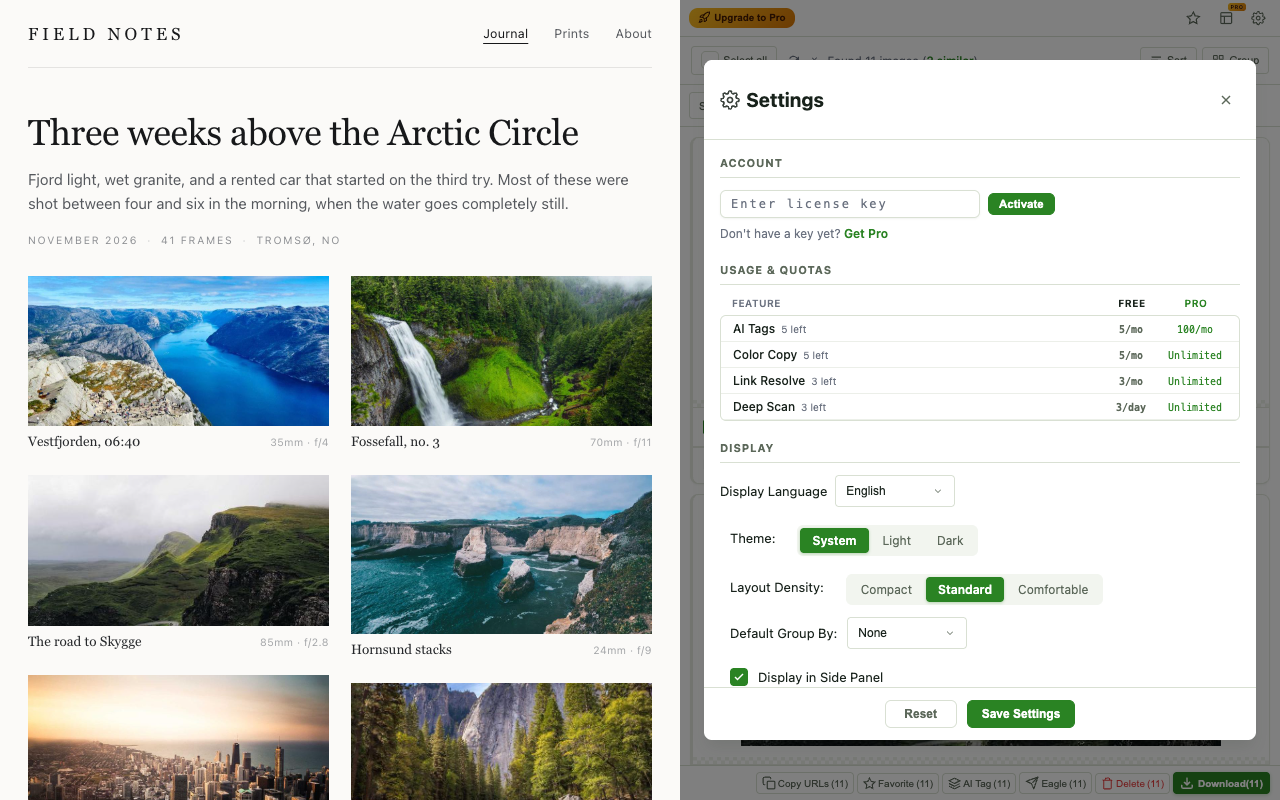 FIELD NOTES
Journal Prints About
Three weeks above the Arctic Circle
Fjord light, wet granite, and a rented car that started on the third try. Most of these were
shot between four and six in the morning, when the water goes completely still.
NOVEMBER 2026 · 41 FRAMES · TROMSØ, NO
Vestfjorden, 06:40 35mm · f/4
Fossefall, no. 3 70mm · f/11
The road to Skygge 85mm · f/2.8
Hornsund stacks 24mm · f/9
Upgrade to Pro
PRO
Select all Found 11 images (2 similar) Sort Group
Settings
ACCOUNT
Enter license key Activate
Don't have a key yet? Get Pro
USAGE & QUOTAS
FEATURE FREE PRO
AI Tags 5 left 5/mo 100/mo
Color Copy 5 left 5/mo Unlimited
Link Resolve 3 left 3/mo Unlimited
Deep Scan 3 left 3/day Unlimited
DISPLAY
Display Language English
Theme: System Light Dark
Layout Density: Compact Standard Comfortable
Default Group By: None
Display in Side Panel
Reset Save Settings
Copy URLs (11) Favorite (11) AI Tag (11) Eagle (11) Delete (11) Download(11)